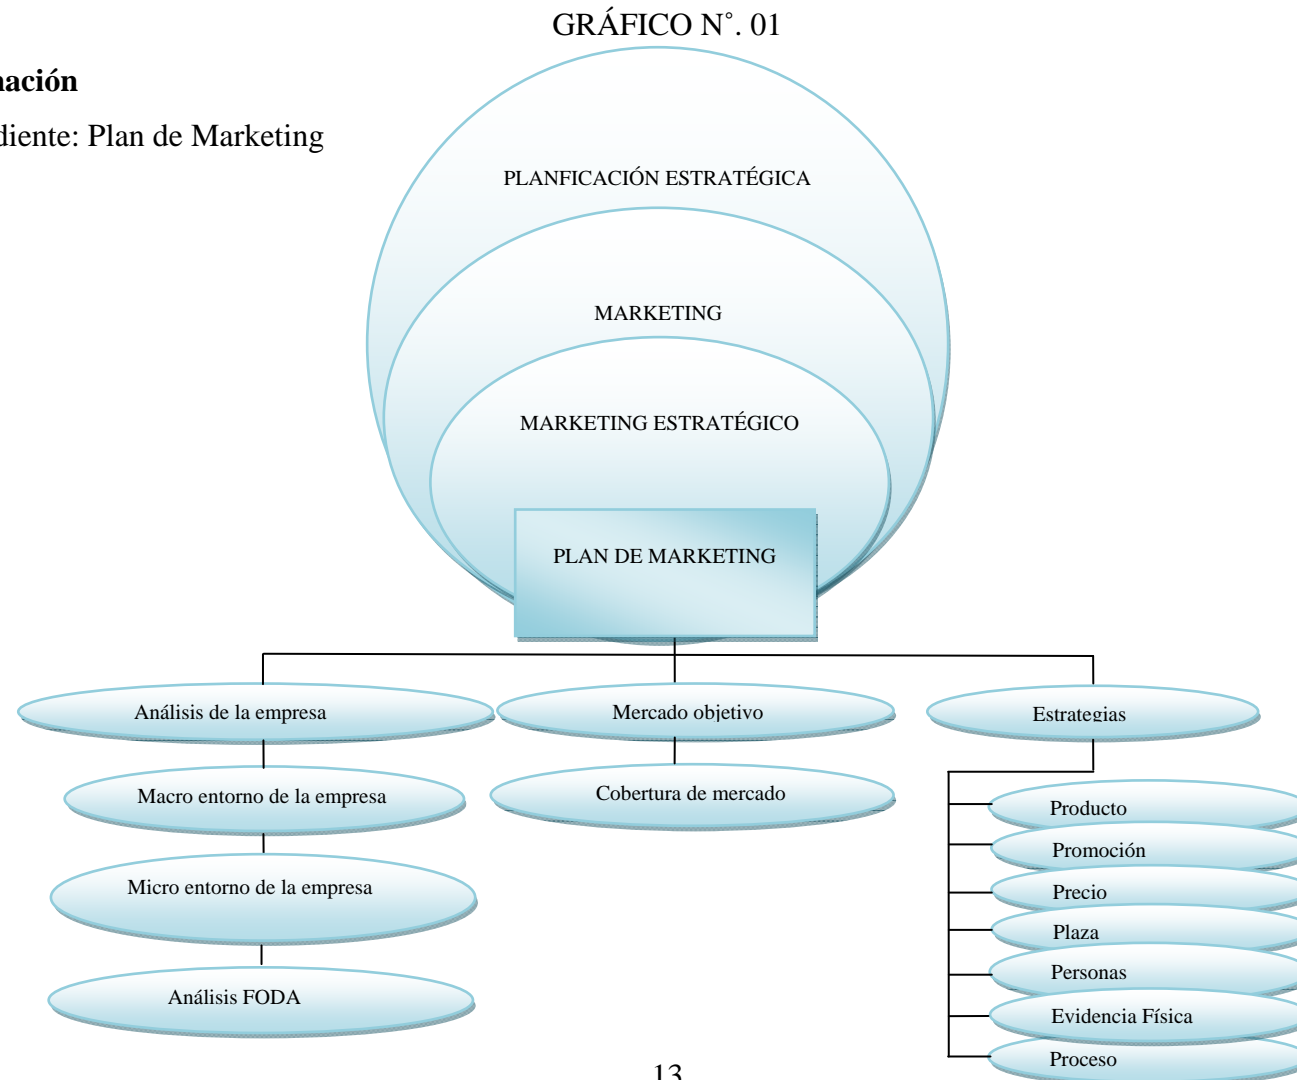 GRÁFICO N°. 01
nación
diente: Plan de Marketing
PLANFICACIÓN ESTRATÉGICA
MARKETING
MARKETING ESTRATÉGICO
PLAN DE MARKETING
Análisis de la empresa
Mercado objetivo
Estrategias
Macro entorno de la empresa
Cobertura de mercado
Micro entorno de la empresa
Análisis FODA
Producto
Promoción
Precio
Plaza
Personas
Evidencia Física
Proceso
13